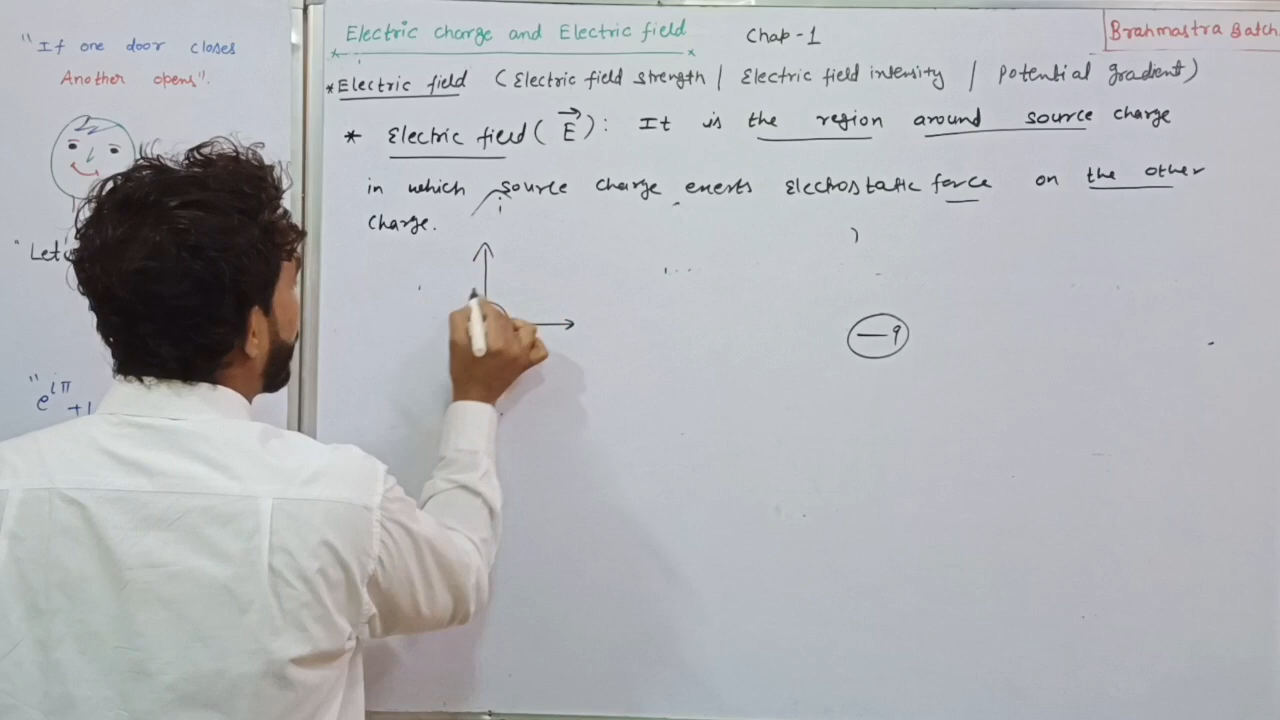 "If one door closes
Another opens".
"Let
"e^iπ +1
Electric charge and Electric field Chap-1
Brahmastra Batch
*Electric field (Electric field strength / Electric field intensity / Potential gradient)
* Electric field (E⃗): It is the region around source charge
in which source charge exerts Electrostatic force on the other
charge.
— q